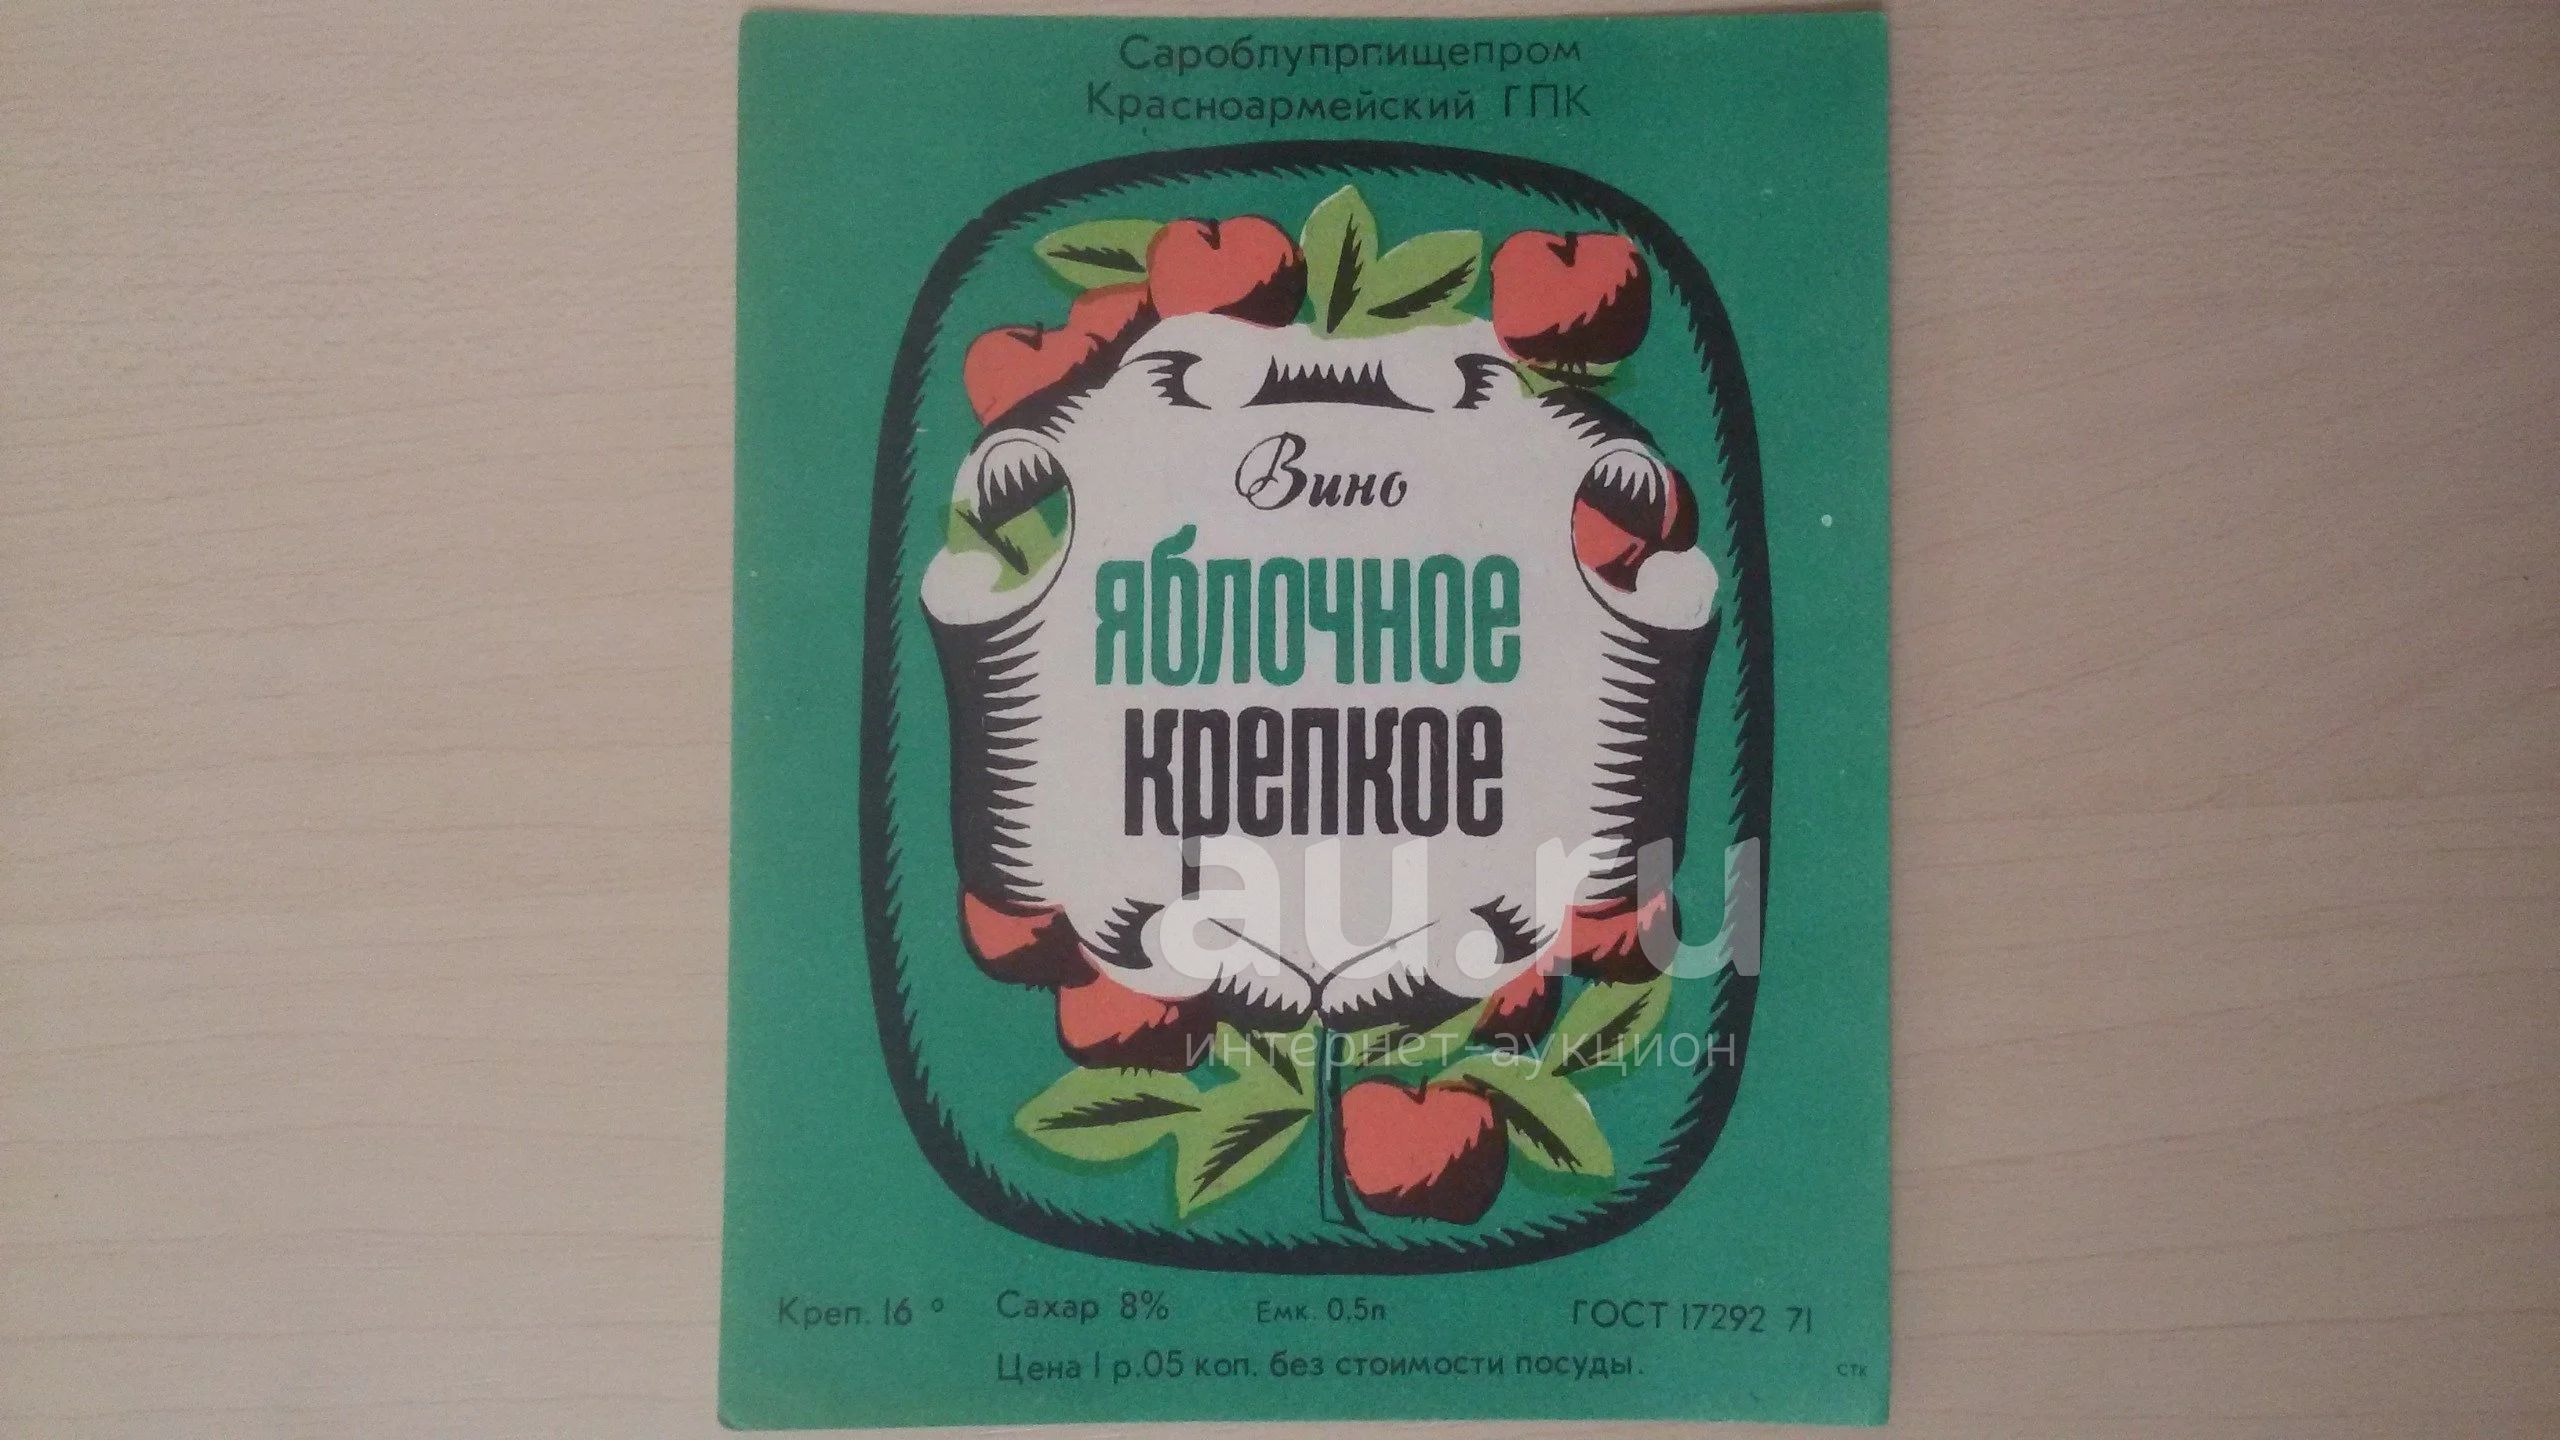 Сароблупрпищепром
Красноармейский ГПК
Вино
яблочное
крепкое
au.ru
интернет-аукцион
Креп. 16° Сахар 8% Емк. 0,5л ГОСТ 17292 71
Цена 1 р.05 коп. без стоимости посуды.
стк